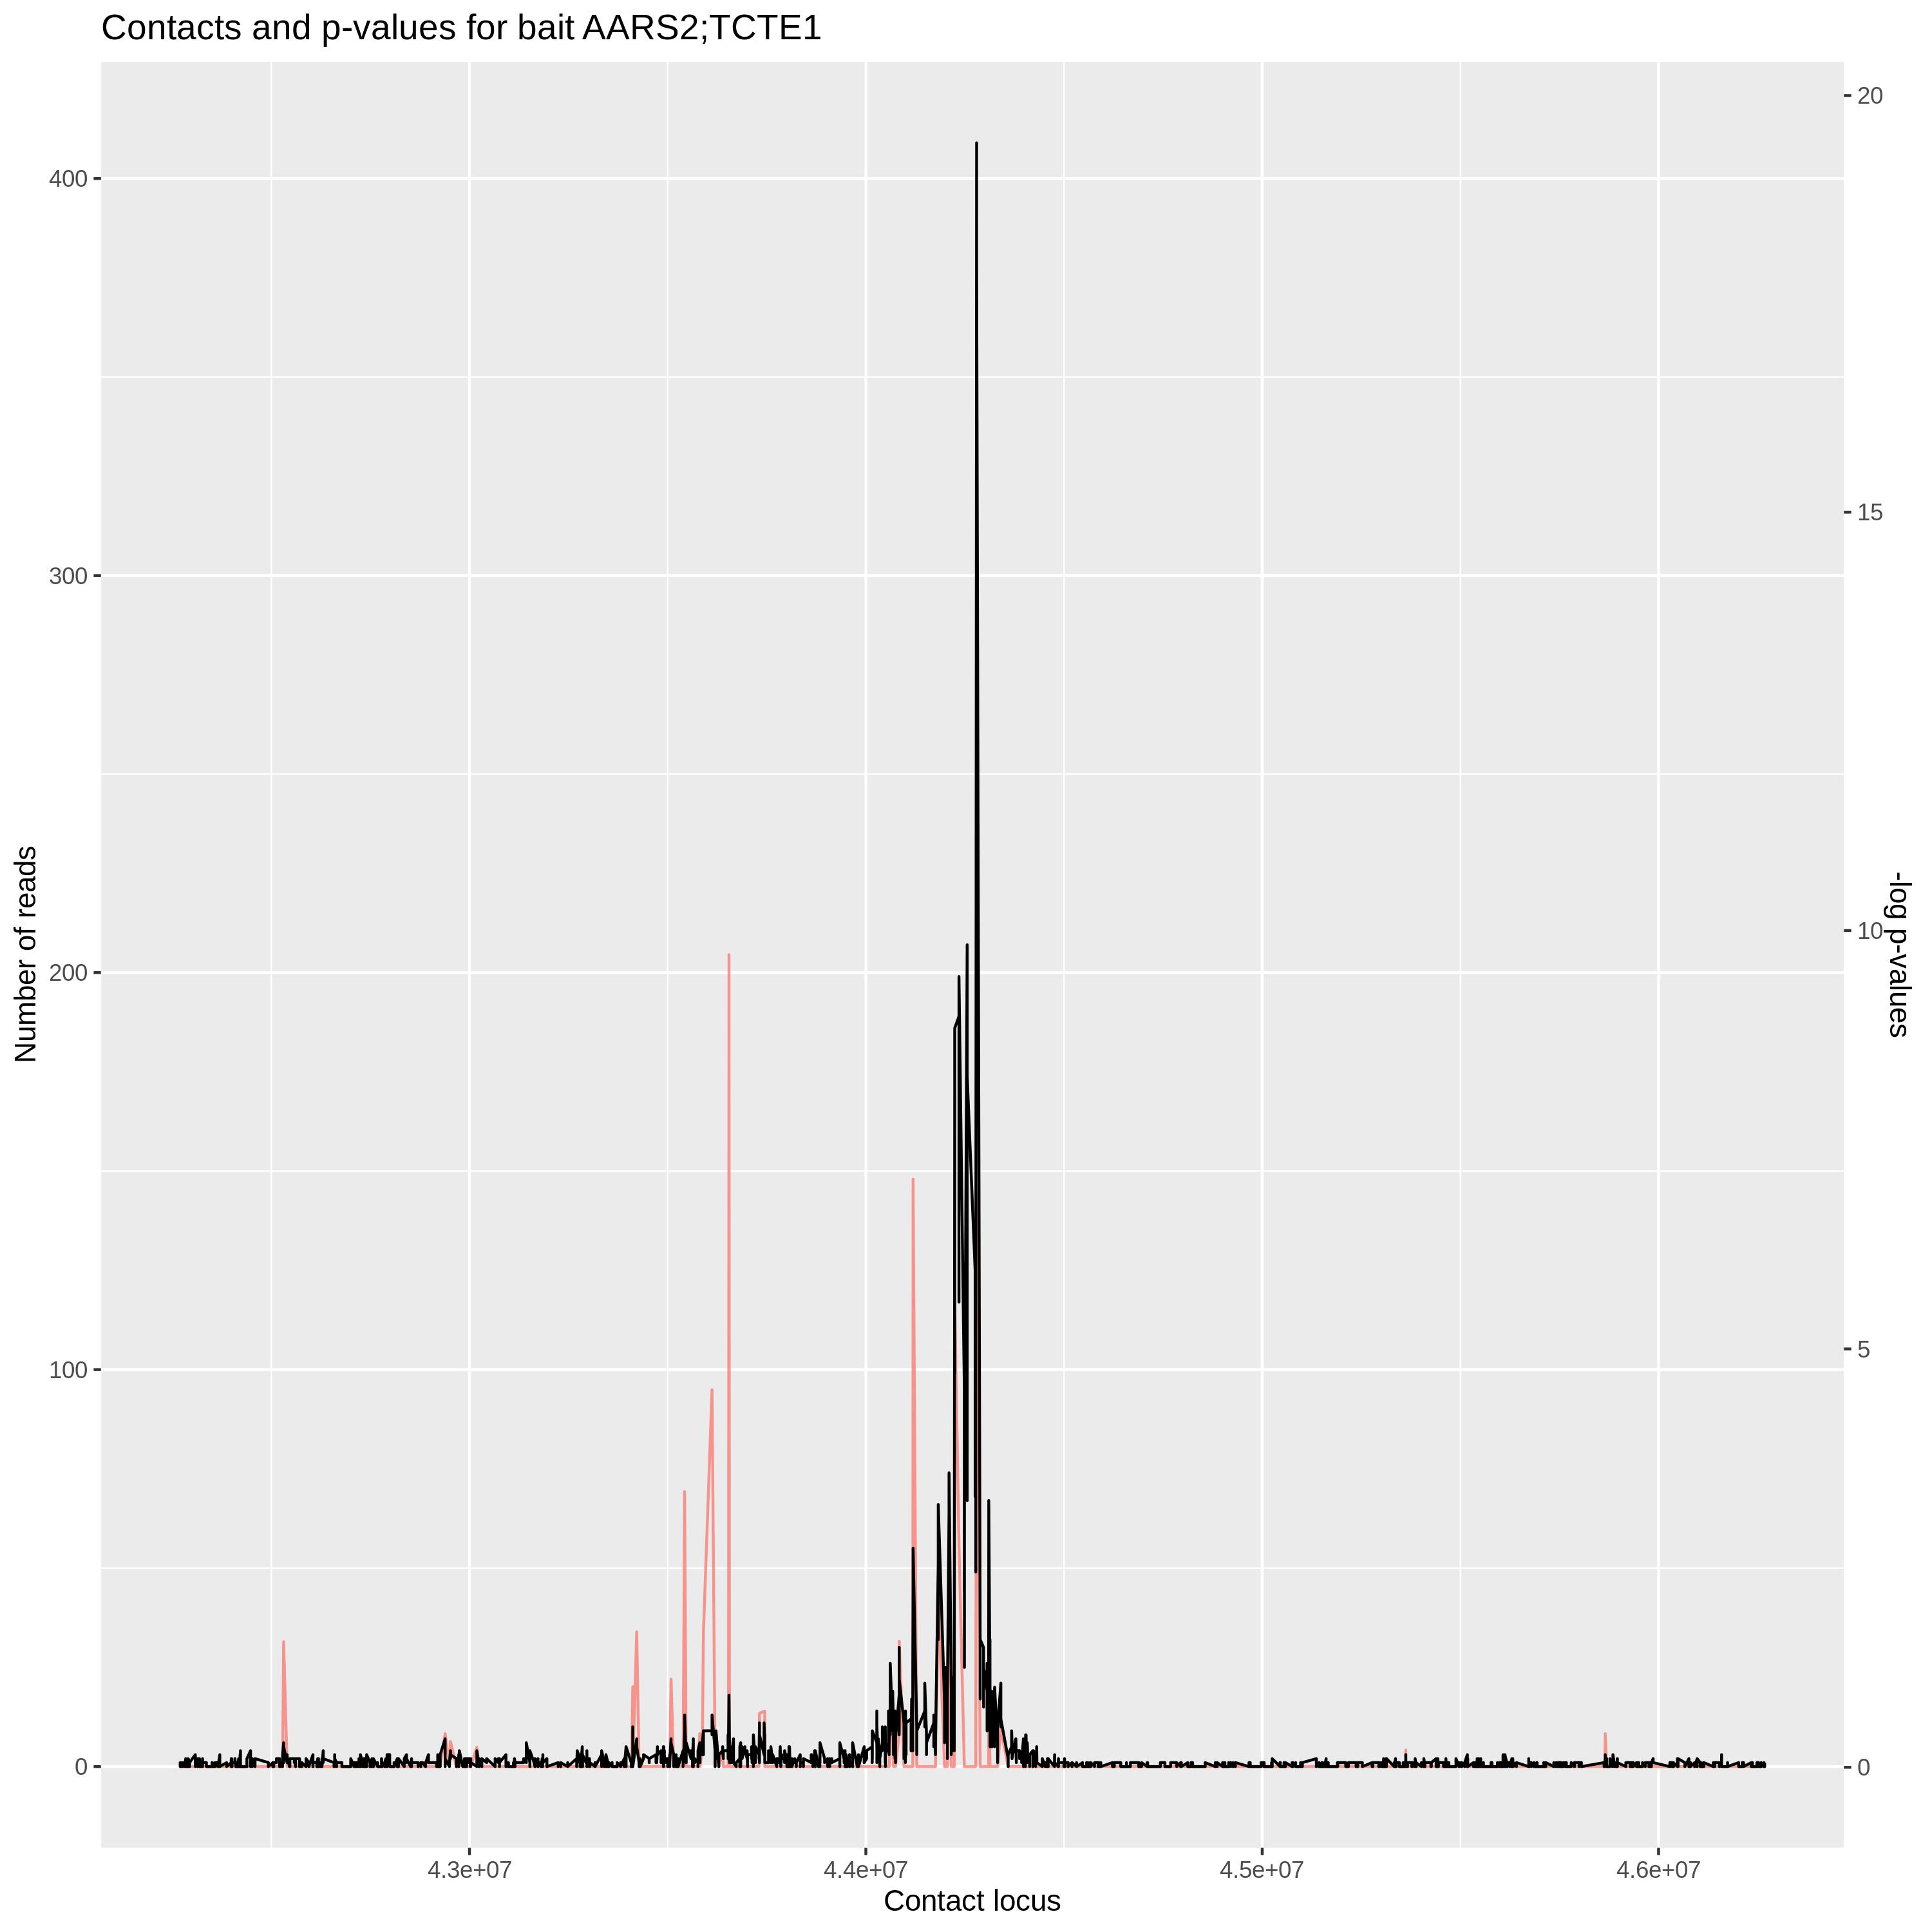 Contacts and p-values for bait AARS2;TCTE1
400
300
200
100
0
Number of reads
20
15
10
5
0
-log p-values
4.3e+07
4.4e+07
4.5e+07
4.6e+07
Contact locus